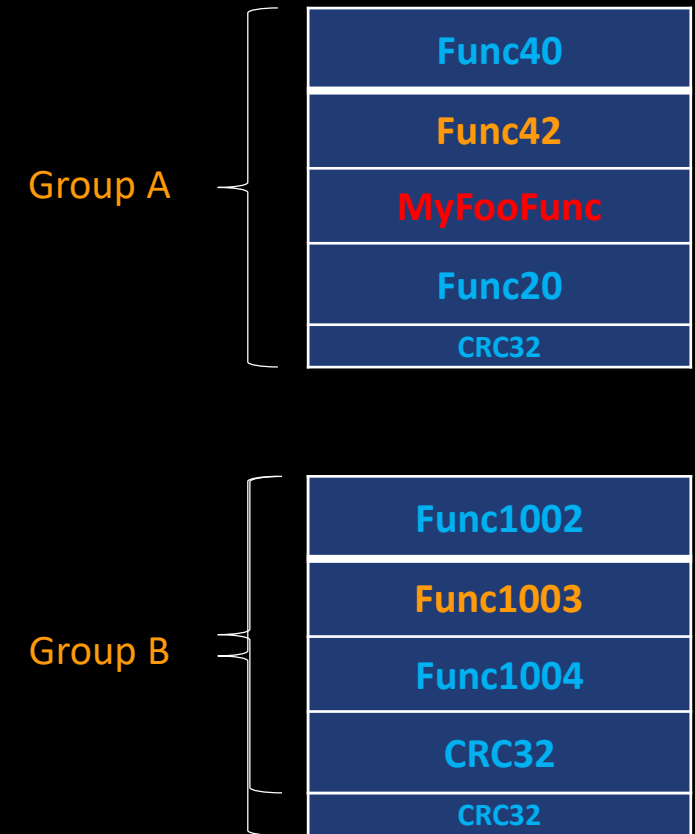 Func40
Func42
Group A
MyFooFunc
Func20
CRC32
Func1002
Func1003
Group B
Func1004
CRC32
CRC32